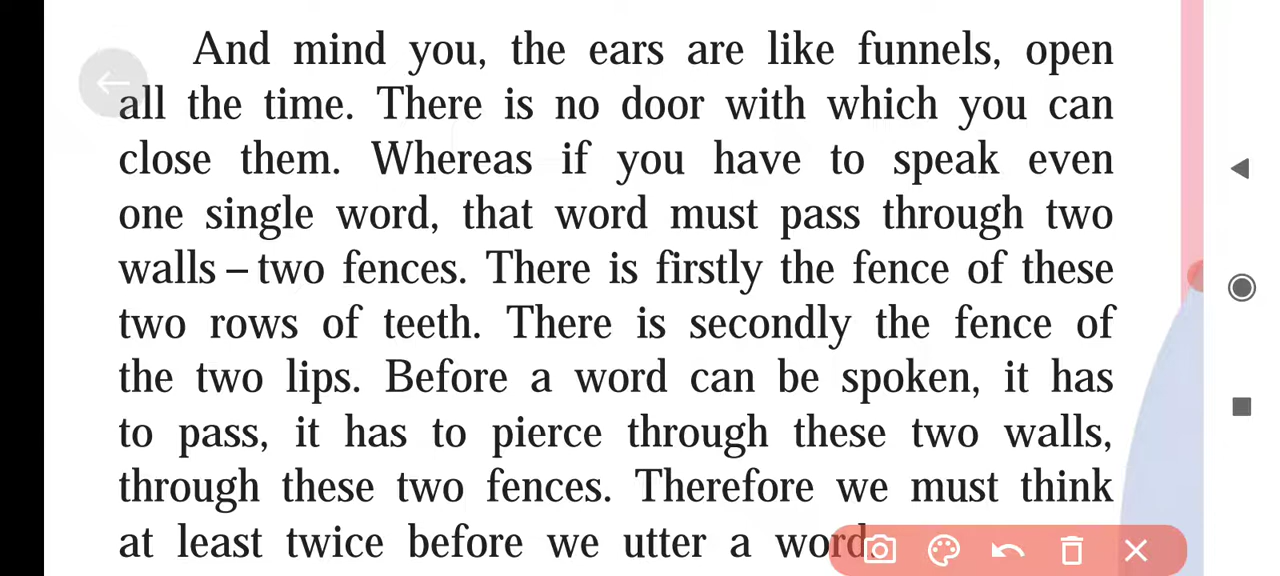 And mind you, the ears are like funnels, open
all the time. There is no door with which you can
close them. Whereas if you have to speak even
one single word, that word must pass through two
walls – two fences. There is firstly the fence of these
two rows of teeth. There is secondly the fence of
the two lips. Before a word can be spoken, it has
to pass, it has to pierce through these two walls,
through these two fences. Therefore we must think
at least twice before we utter a word.